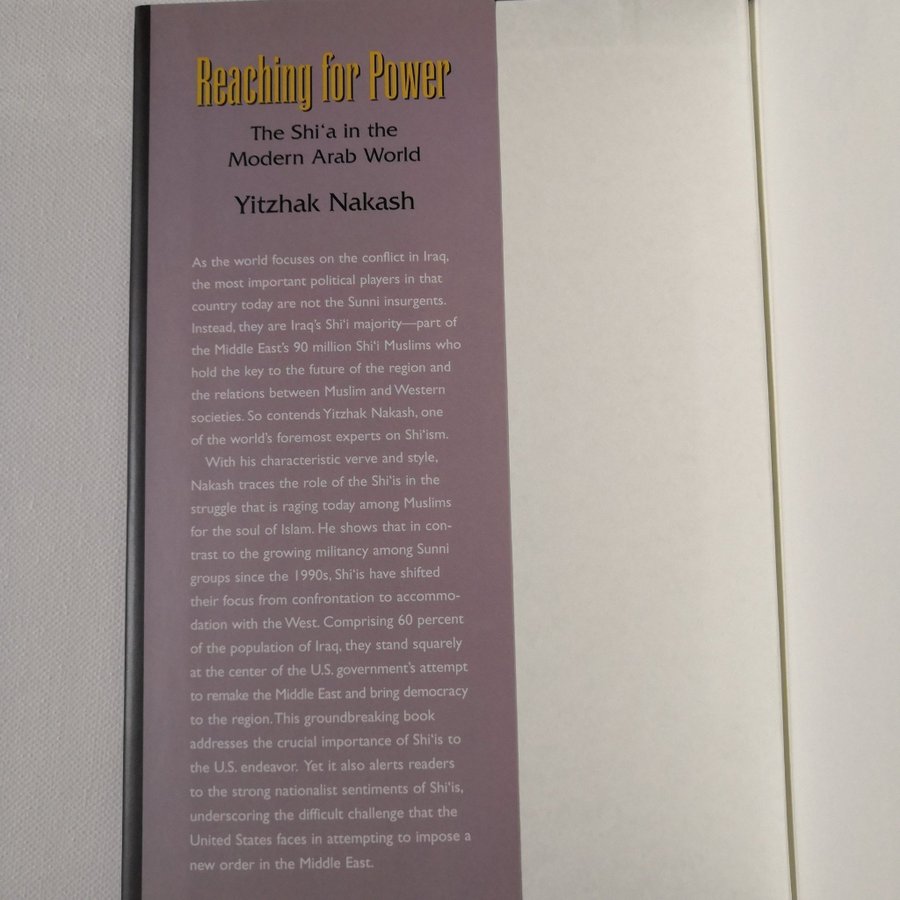 Reaching for Power
The Shi‘a in the
Modern Arab World
Yitzhak Nakash
As the world focuses on the conflict in Iraq,
the most important political players in that
country today are not the Sunni insurgents.
Instead, they are Iraq’s Shi‘i majority—part of
the Middle East’s 90 million Shi‘i Muslims who
hold the key to the future of the region and
the relations between Muslim and Western
societies. So contends Yitzhak Nakash, one
of the world’s foremost experts on Shi‘ism.
With his characteristic verve and style,
Nakash traces the role of the Shi‘is in the
struggle that is raging today among Muslims
for the soul of Islam. He shows that in con-
trast to the growing militancy among Sunni
groups since the 1990s, Shi‘is have shifted
their focus from confrontation to accommo-
dation with the West. Comprising 60 percent
of the population of Iraq, they stand squarely
at the center of the U.S. government’s attempt
to remake the Middle East and bring democracy
to the region. This groundbreaking book
addresses the crucial importance of Shi‘is to
the U.S. endeavor. Yet it also alerts readers
to the strong nationalist sentiments of Shi‘is,
underscoring the difficult challenge that the
United States faces in attempting to impose a
new order in the Middle East.